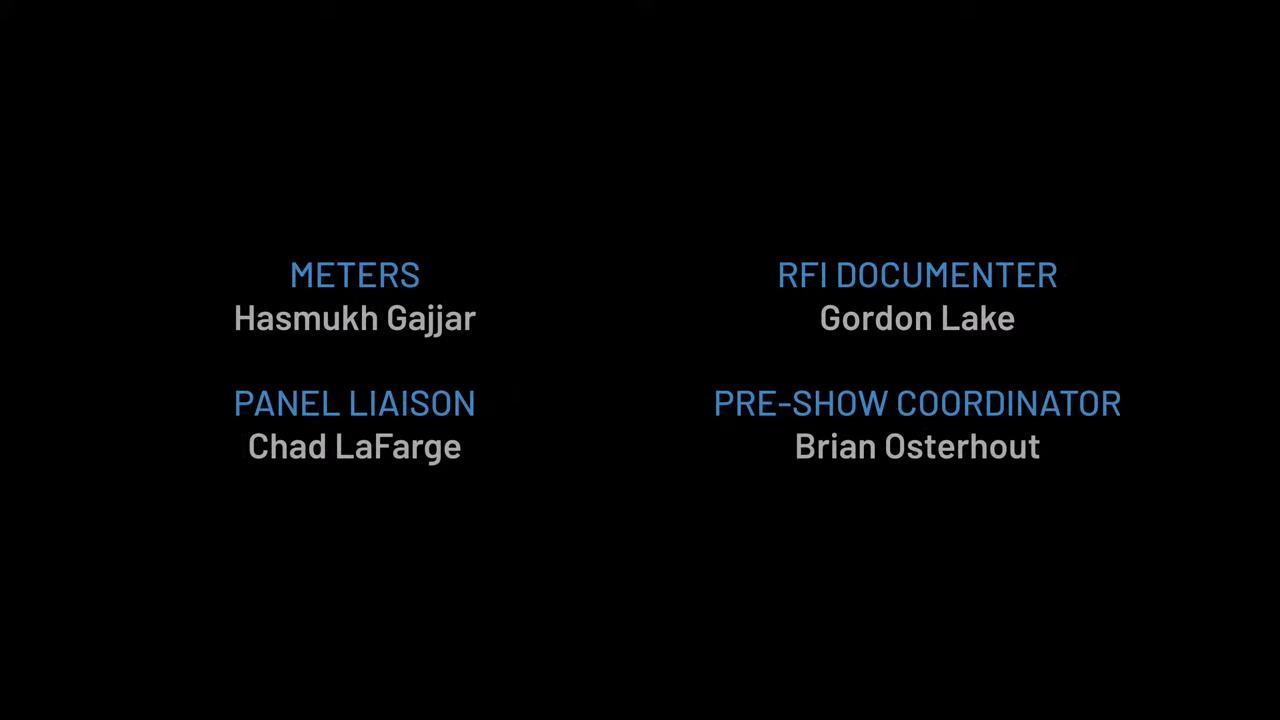 METERS
Hasmukh Gajjar
PANEL LIAISON
Chad LaFarge
RFI DOCUMENTER
Gordon Lake
PRE-SHOW COORDINATOR
Brian Osterhout